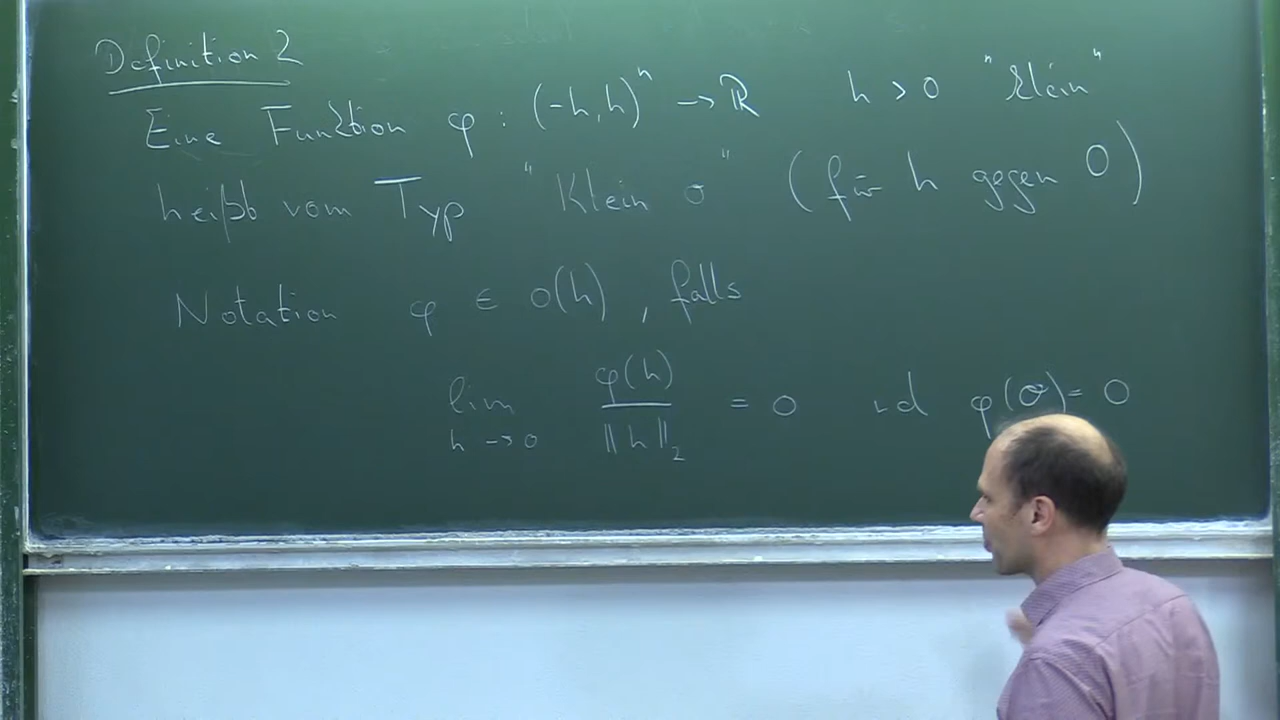 Definition 2
Eine Funktion φ : (-h, h)ⁿ → ℝ h > 0 "klein"
heißt vom Typ "Klein o" (für h gegen 0)
Notation φ ∈ o(h), falls
lim h → 0 φ(h) / ‖h‖₂ = 0 und φ(0) = 0